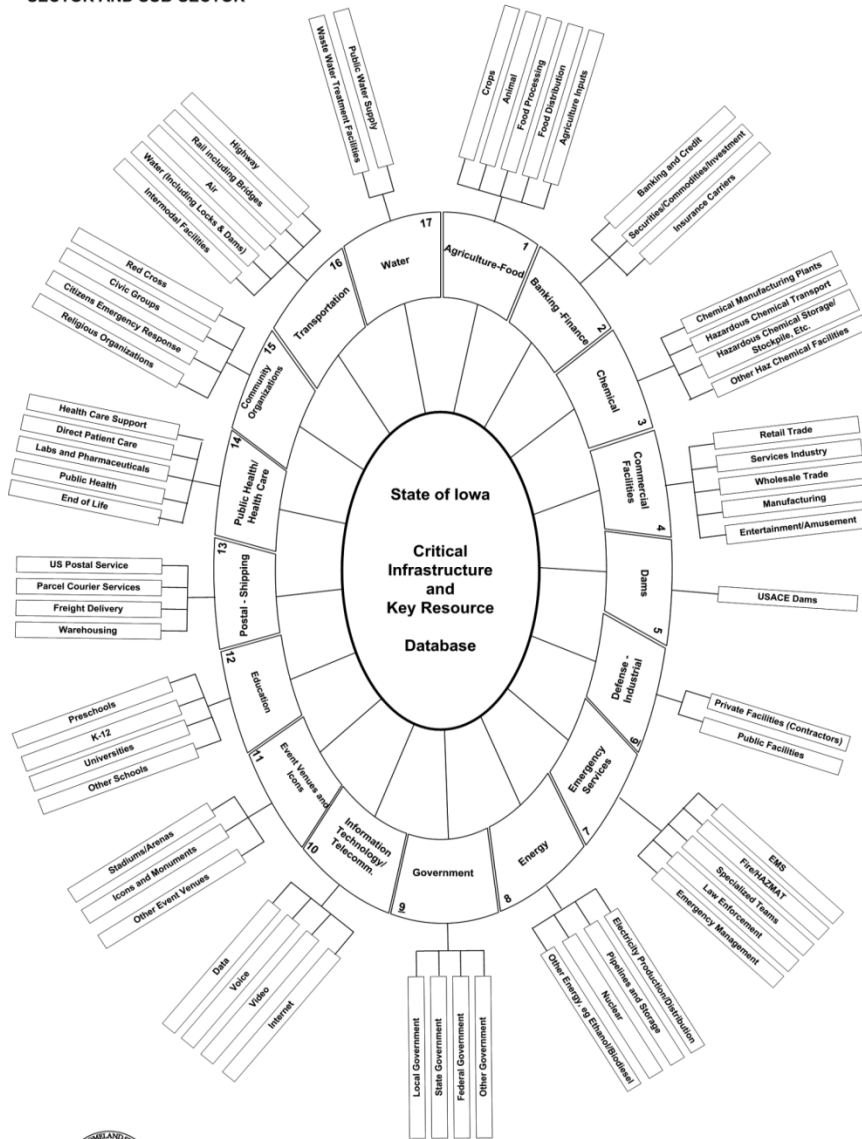 SECTOR AND SUB-SECTOR
State of Iowa
Critical
Infrastructure
and
Key Resource
Database
1
Agriculture-Food
Crops
Animal
Food Processing
Food Distribution
Agriculture Inputs
2
Banking -Finance
Banking and Credit
Securities/Commodities/Investment
Insurance Carriers
3
Chemical
Chemical Manufacturing Plants
Hazardous Chemical Transport
Hazardous Chemical Storage/
Stockpile, Etc.
Other Haz Chemical Facilities
4
Commercial
Facilities
Retail Trade
Services Industry
Wholesale Trade
Manufacturing
Entertainment/Amusement
5
Dams
USACE Dams
6
Defense -
Industrial
Private Facilities (Contractors)
Public Facilities
7
Emergency
Services
EMS
Fire/HAZMAT
Specialized Teams
Law Enforcement
Emergency Management
8
Energy
Electricity Production/Distribution
Pipelines and Storage
Nuclear
Other Energy, eg Ethanol/Biodiesel
9
Government
Local Government
State Government
Federal Government
Other Government
10
Information
Technology/
Telecomm.
Data
Voice
Video
Internet
11
Event Venues and
Icons
Stadiums/Arenas
Icons and Monuments
Other Event Venues
12
Education
Preschools
K-12
Universities
Other Schools
13
Postal - Shipping
US Postal Service
Parcel Courier Services
Freight Delivery
Warehousing
14
Public Health/
Health Care
Health Care Support
Direct Patient Care
Labs and Pharmaceuticals
Public Health
End of Life
15
Community
Organizations
Red Cross
Civic Groups
Citizens Emergency Response
Religious Organizations
16
Transportation
Highway
Rail including Bridges
Air
Water (Including Locks & Dams)
Intermodal Facilities
17
Water
Waste Water Treatment Facilities
Public Water Supply